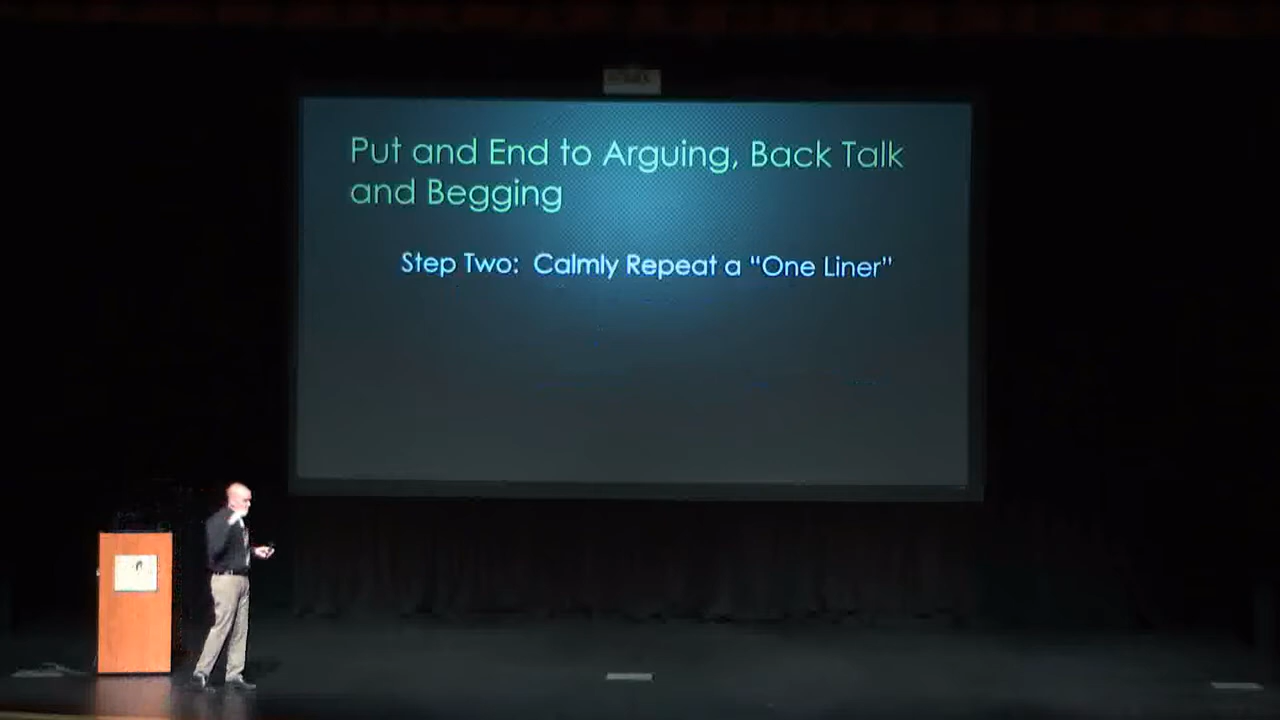 Put and End to Arguing, Back Talk
and Begging
Step Two: Calmly Repeat a “One Liner”